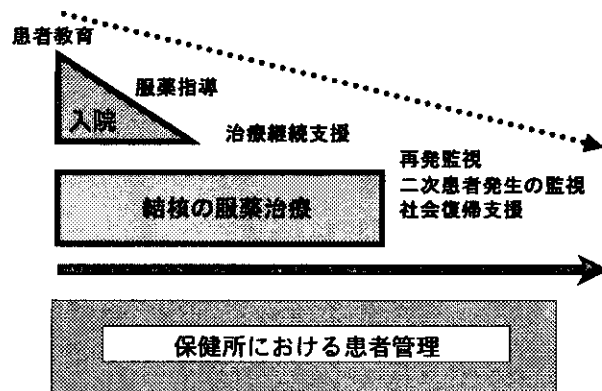 患者教育
服薬指導
入院
治療継続支援
再発監視
二次患者発生の監視
社会復帰支援
結核の服薬治療
保健所における患者管理